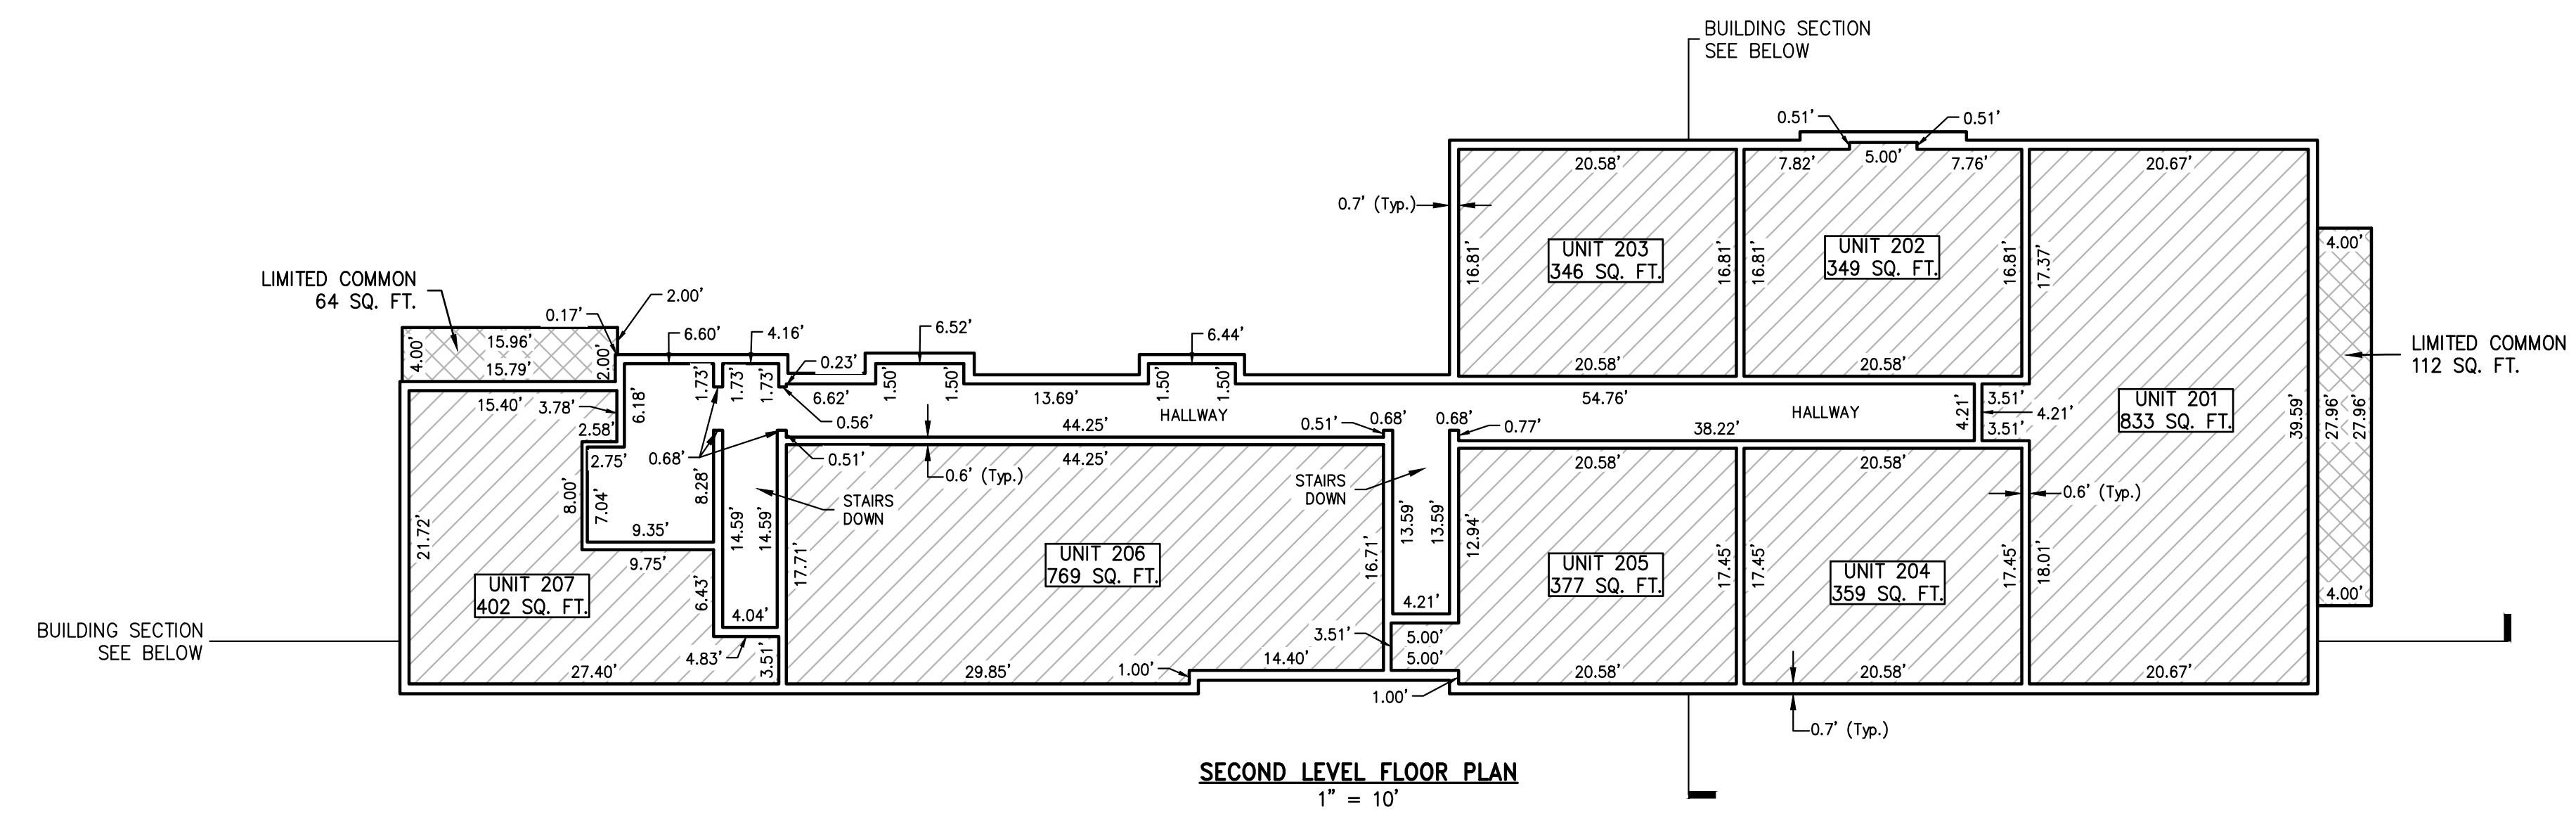 BUILDING SECTION
SEE BELOW
0.51'
0.51'
20.58'
7.82'
5.00'
7.76'
20.67'
0.7' (Typ.)
UNIT 203
346 SQ. FT.
UNIT 202
349 SQ. FT.
16.81'
16.81'
16.81'
16.81'
17.37'
4.00'
LIMITED COMMON
64 SQ. FT.
0.17'
2.00'
6.60'
4.16'
6.52'
6.44'
15.96'
4.00'
15.79'
2.00'
0.23'
20.58'
20.58'
LIMITED COMMON
112 SQ. FT.
15.40'
3.78'
6.18'
1.73'
1.73'
1.73'
6.62'
1.50'
1.50'
13.69'
1.50'
1.50'
54.76'
HALLWAY
HALLWAY
4.21'
3.51'
4.21'
3.51'
UNIT 201
833 SQ. FT.
39.59'
27.96'
27.96'
2.58'
0.56'
44.25'
0.51'
0.68'
0.68'
0.77'
38.22'
2.75'
0.68'
0.51'
44.25'
0.6' (Typ.)
20.58'
20.58'
8.00'
7.04'
8.28'
STAIRS
DOWN
STAIRS
DOWN
0.6' (Typ.)
21.72'
9.35'
14.59'
14.59'
17.71'
16.71'
13.59'
13.59'
12.94'
17.45'
17.45'
17.45'
18.01'
9.75'
UNIT 207
402 SQ. FT.
6.43'
UNIT 206
769 SQ. FT.
UNIT 205
377 SQ. FT.
UNIT 204
359 SQ. FT.
4.00'
4.04'
4.21'
BUILDING SECTION
SEE BELOW
4.83'
3.51'
3.51'
5.00'
5.00'
27.40'
29.85'
1.00'
14.40'
20.58'
20.58'
20.67'
1.00'
0.7' (Typ.)
SECOND LEVEL FLOOR PLAN
1" = 10'